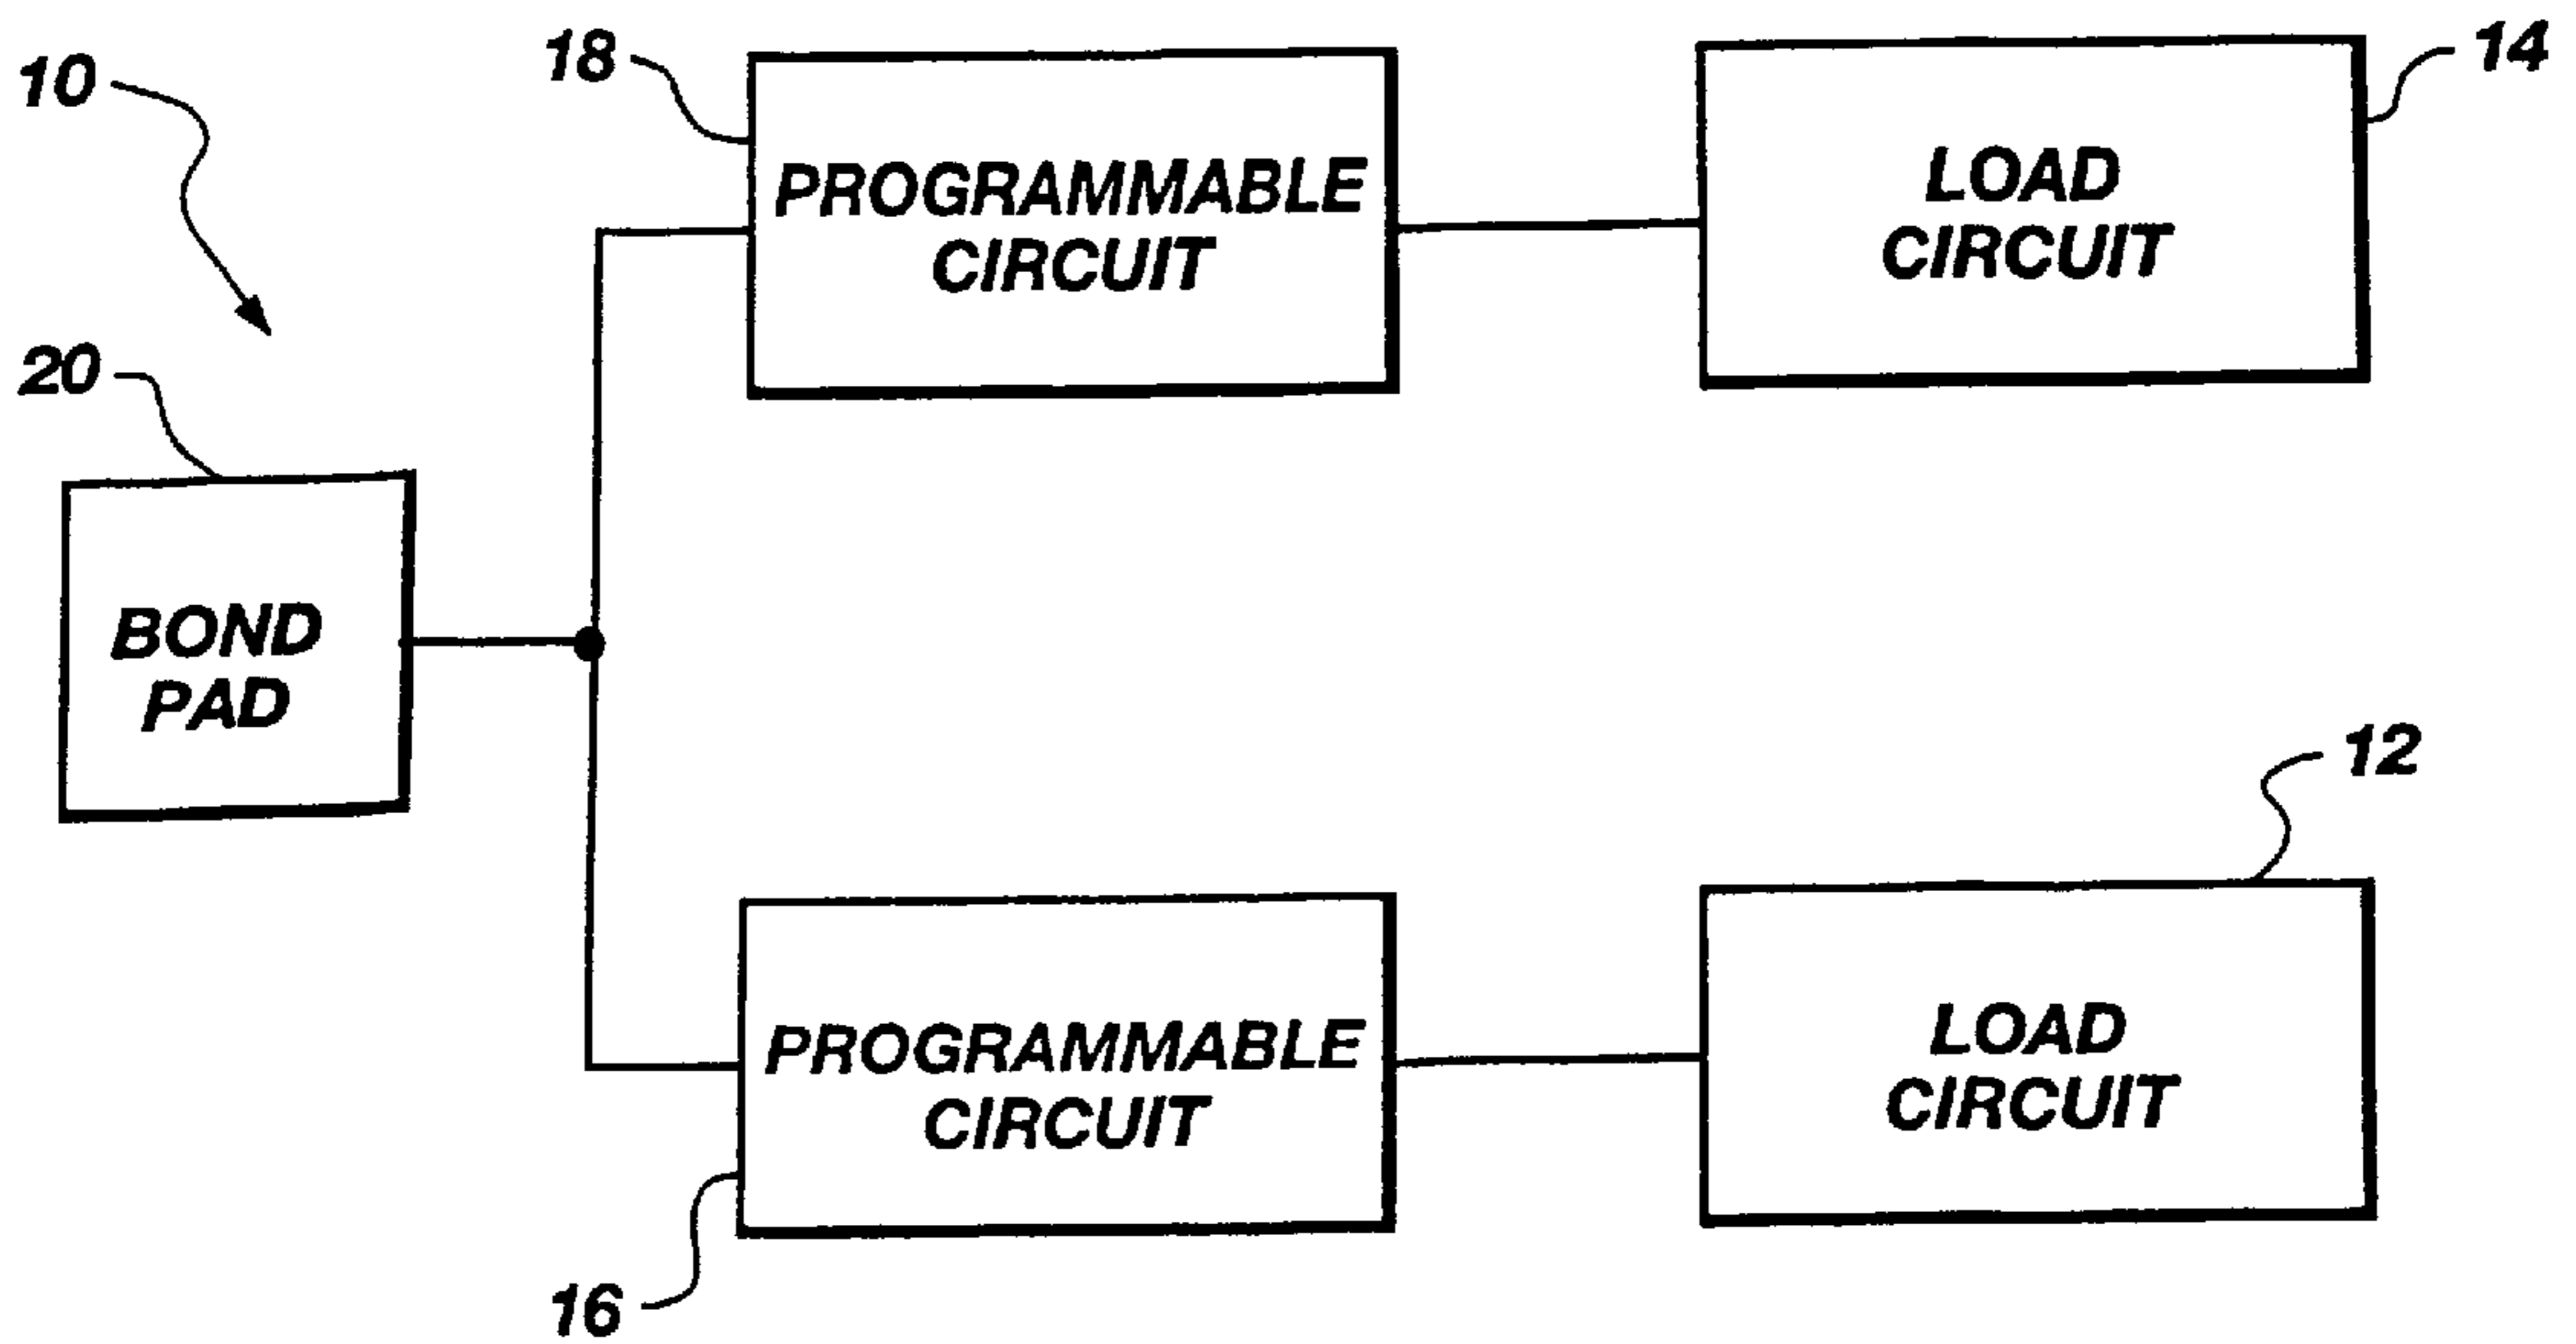 10
18
PROGRAMMABLE
CIRCUIT
LOAD
CIRCUIT
14
20
BOND
PAD
12
PROGRAMMABLE
CIRCUIT
16
LOAD
CIRCUIT